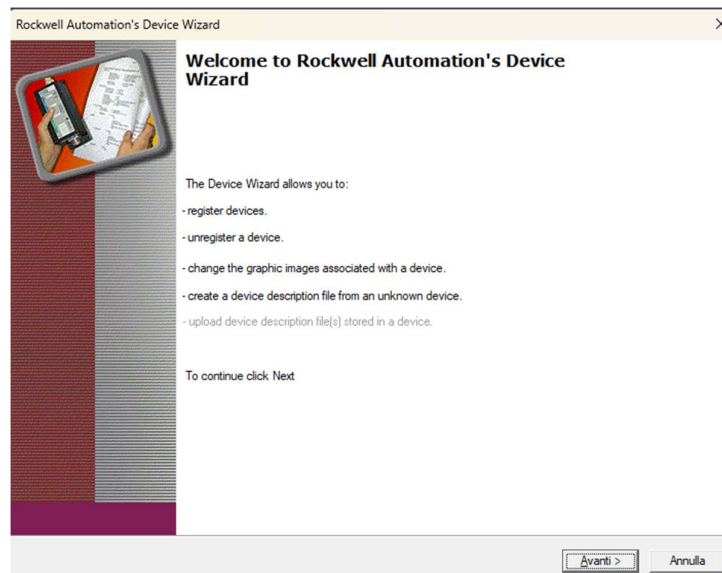 Rockwell Automation's Device Wizard
Welcome to Rockwell Automation's Device
Wizard
The Device Wizard allows you to:
- register devices.
- unregister a device.
- change the graphic images associated with a device.
- create a device description file from an unknown device.
- upload device description file(s) stored in a device.
To continue click Next
Avanti >
Annulla